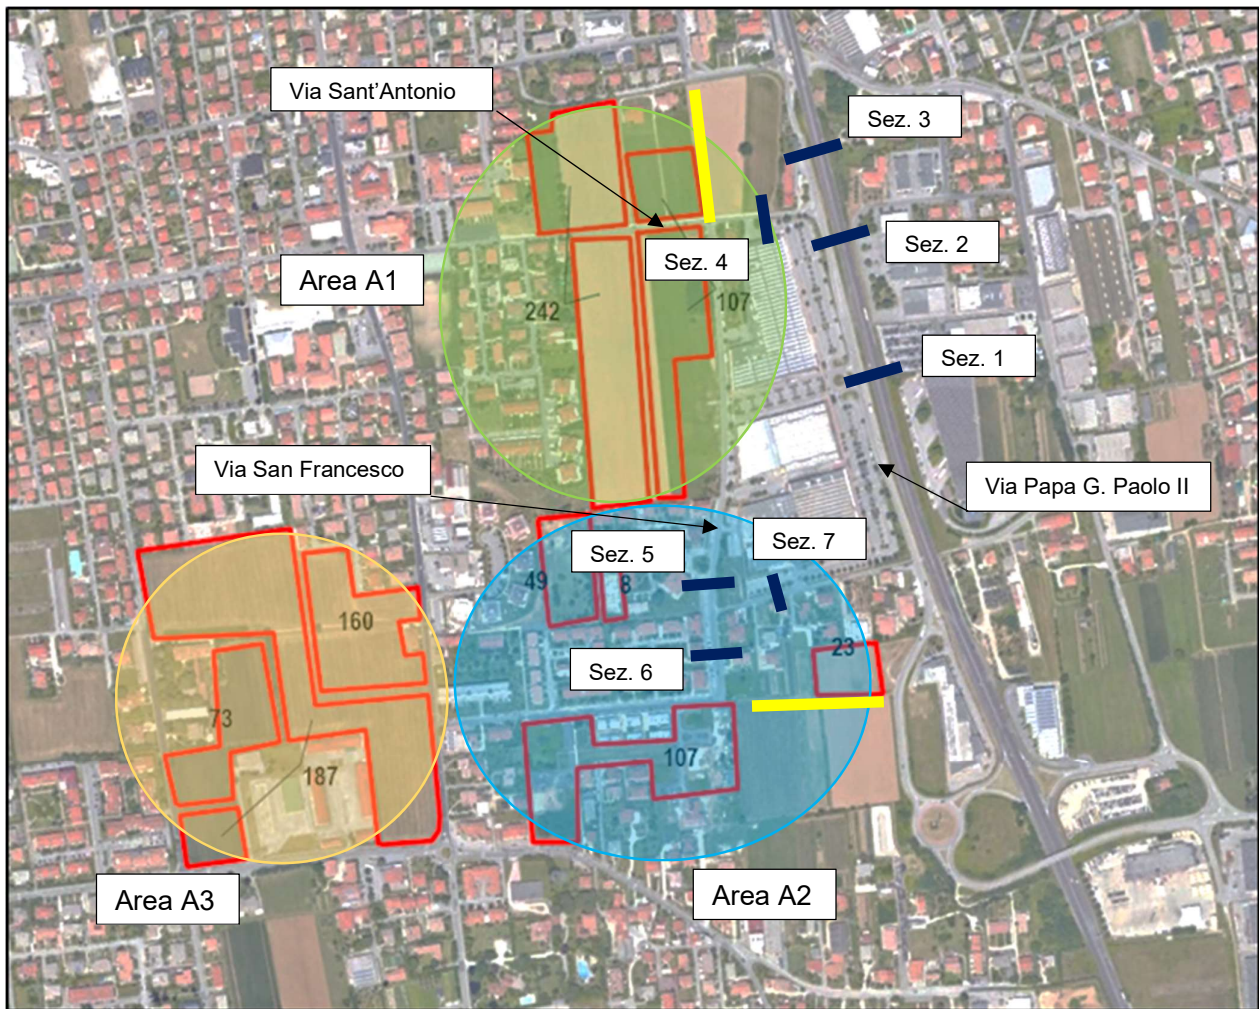 Via Sant'Antonio
Sez. 3
Sez. 2
Sez. 4
Area A1
242
107
Sez. 1
Via San Francesco
Via Papa G. Paolo II
Sez. 5
Sez. 7
49
8
160
Sez. 6
23
73
107
187
Area A3
Area A2